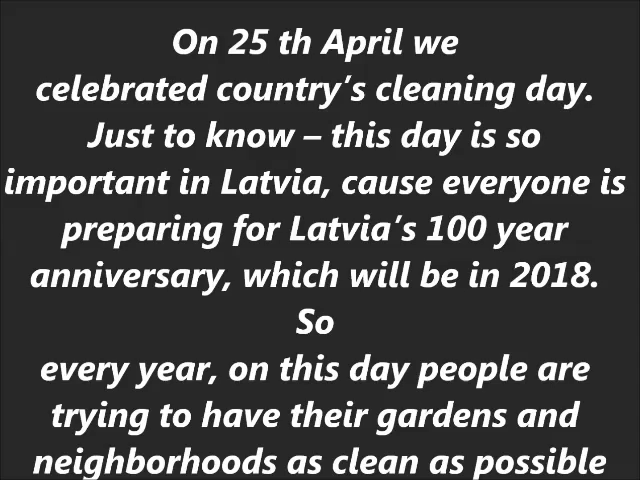 On 25 th April we
celebrated country’s cleaning day.
Just to know – this day is so
important in Latvia, cause everyone is
preparing for Latvia’s 100 year
anniversary, which will be in 2018.
So
every year, on this day people are
trying to have their gardens and
neighborhoods as clean as possible